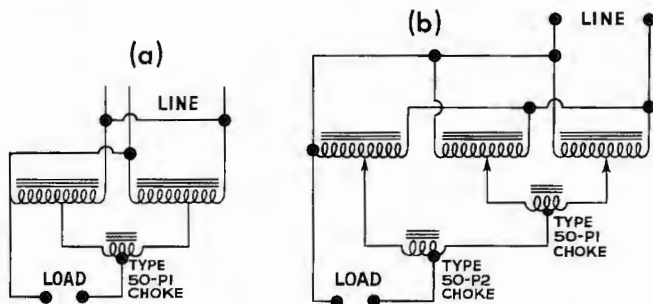 (a)
LINE
TYPE
50-P1
CHOKE
LOAD
(b)
LINE
TYPE
50-P1
CHOKE
TYPE
50-P2
CHOKE
LOAD